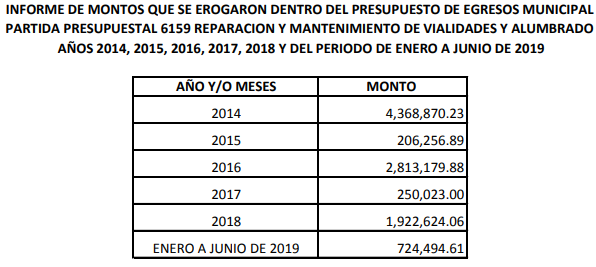 INFORME DE MONTOS QUE SE EROGARON DENTRO DEL PRESUPUESTO DE EGRESOS MUNICIPAL
PARTIDA PRESUPUESTAL 6159 REPARACION Y MANTENIMIENTO DE VIALIDADES Y ALUMBRADO
AÑOS 2014, 2015, 2016, 2017, 2018 Y DEL PERIODO DE ENERO A JUNIO DE 2019
AÑO Y/O MESES MONTO
2014 4,368,870.23
2015 206,256.89
2016 2,813,179.88
2017 250,023.00
2018 1,922,624.06
ENERO A JUNIO DE 2019 724,494.61